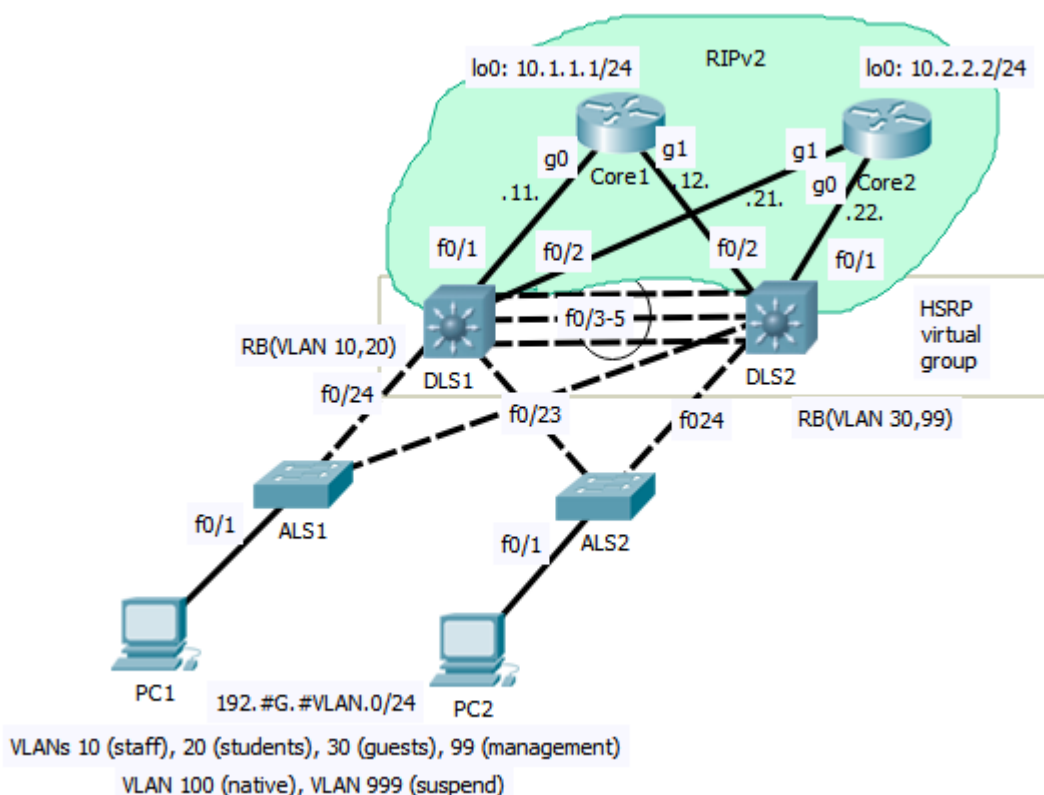 RIPv2
lo0: 10.1.1.1/24
lo0: 10.2.2.2/24
g0
g1
g1
g0
Core1
Core2
.11.
.12.
.21.
.22.
f0/1
f0/2
f0/2
f0/1
f0/3-5
HSRP
virtual
group
RB(VLAN 10,20)
DLS1
DLS2
f0/24
f0/23
f024
RB(VLAN 30,99)
f0/1
ALS1
f0/1
ALS2
PC1
192.#G.#VLAN.0/24
PC2
VLANs 10 (staff), 20 (students), 30 (guests), 99 (management)
VLAN 100 (native), VLAN 999 (suspend)